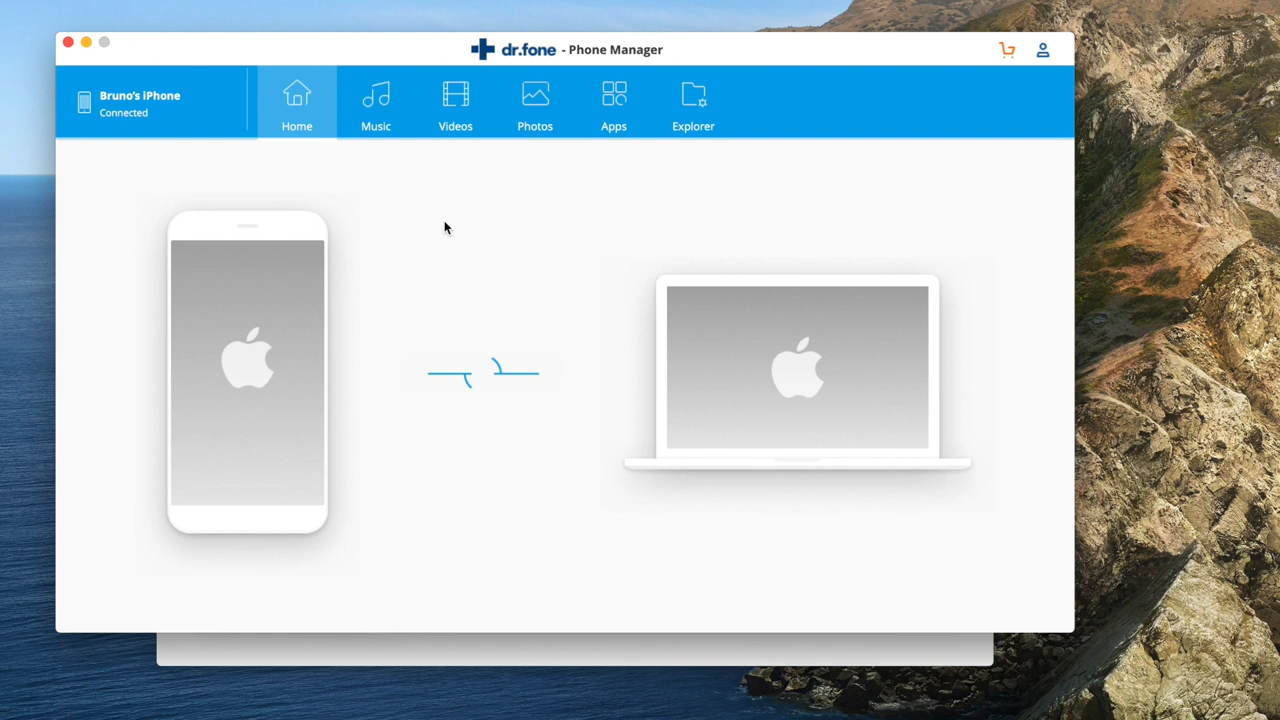 dr.fone - Phone Manager
Bruno's iPhone
Connected
Home
Music
Videos
Photos
Apps
Explorer